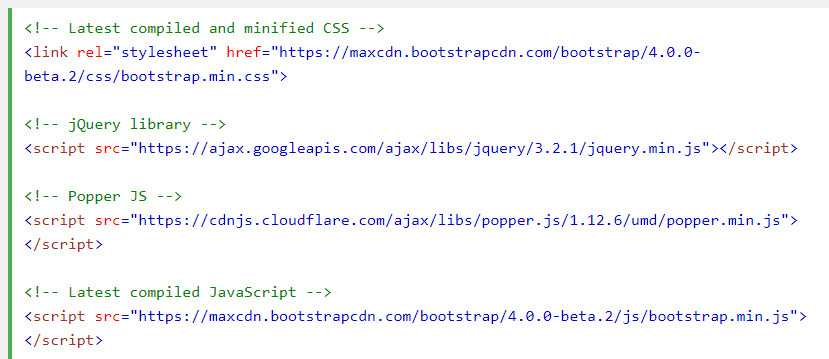 <!-- Latest compiled and minified CSS -->
<link rel="stylesheet" href="https://maxcdn.bootstrapcdn.com/bootstrap/4.0.0-
beta.2/css/bootstrap.min.css">
<!-- jQuery library -->
<script src="https://ajax.googleapis.com/ajax/libs/jquery/3.2.1/jquery.min.js"></script>
<!-- Popper JS -->
<script src="https://cdnjs.cloudflare.com/ajax/libs/popper.js/1.12.6/umd/popper.min.js">
</script>
<!-- Latest compiled JavaScript -->
<script src="https://maxcdn.bootstrapcdn.com/bootstrap/4.0.0-beta.2/js/bootstrap.min.js">
</script>